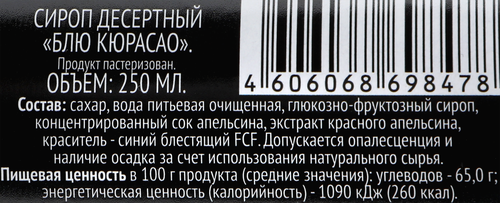 СИРОП ДЕСЕРТНЫЙ
«БЛЮ КЮРАСАО».
Продукт пастеризован.
ОБЪЕМ: 250 МЛ.
4 606068 698478
Состав: сахар, вода питьевая очищенная, глюкозно-фруктозный сироп,
концентрированный сок апельсина, экстракт красного апельсина,
краситель - синий блестящий FCF. Допускается опалесценция и
наличие осадка за счет использования натурального сырья.
Пищевая ценность в 100 г продукта (средние значения): углеводов - 65,0 г;
энергетическая ценность (калорийность) - 1090 кДж (260 ккал).